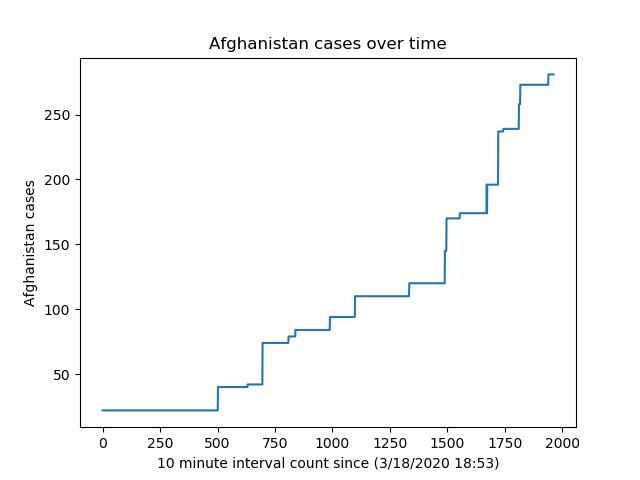 Afghanistan cases over time
Afghanistan cases
250
200
150
100
50
0 250 500 750 1000 1250 1500 1750 2000
10 minute interval count since (3/18/2020 18:53)